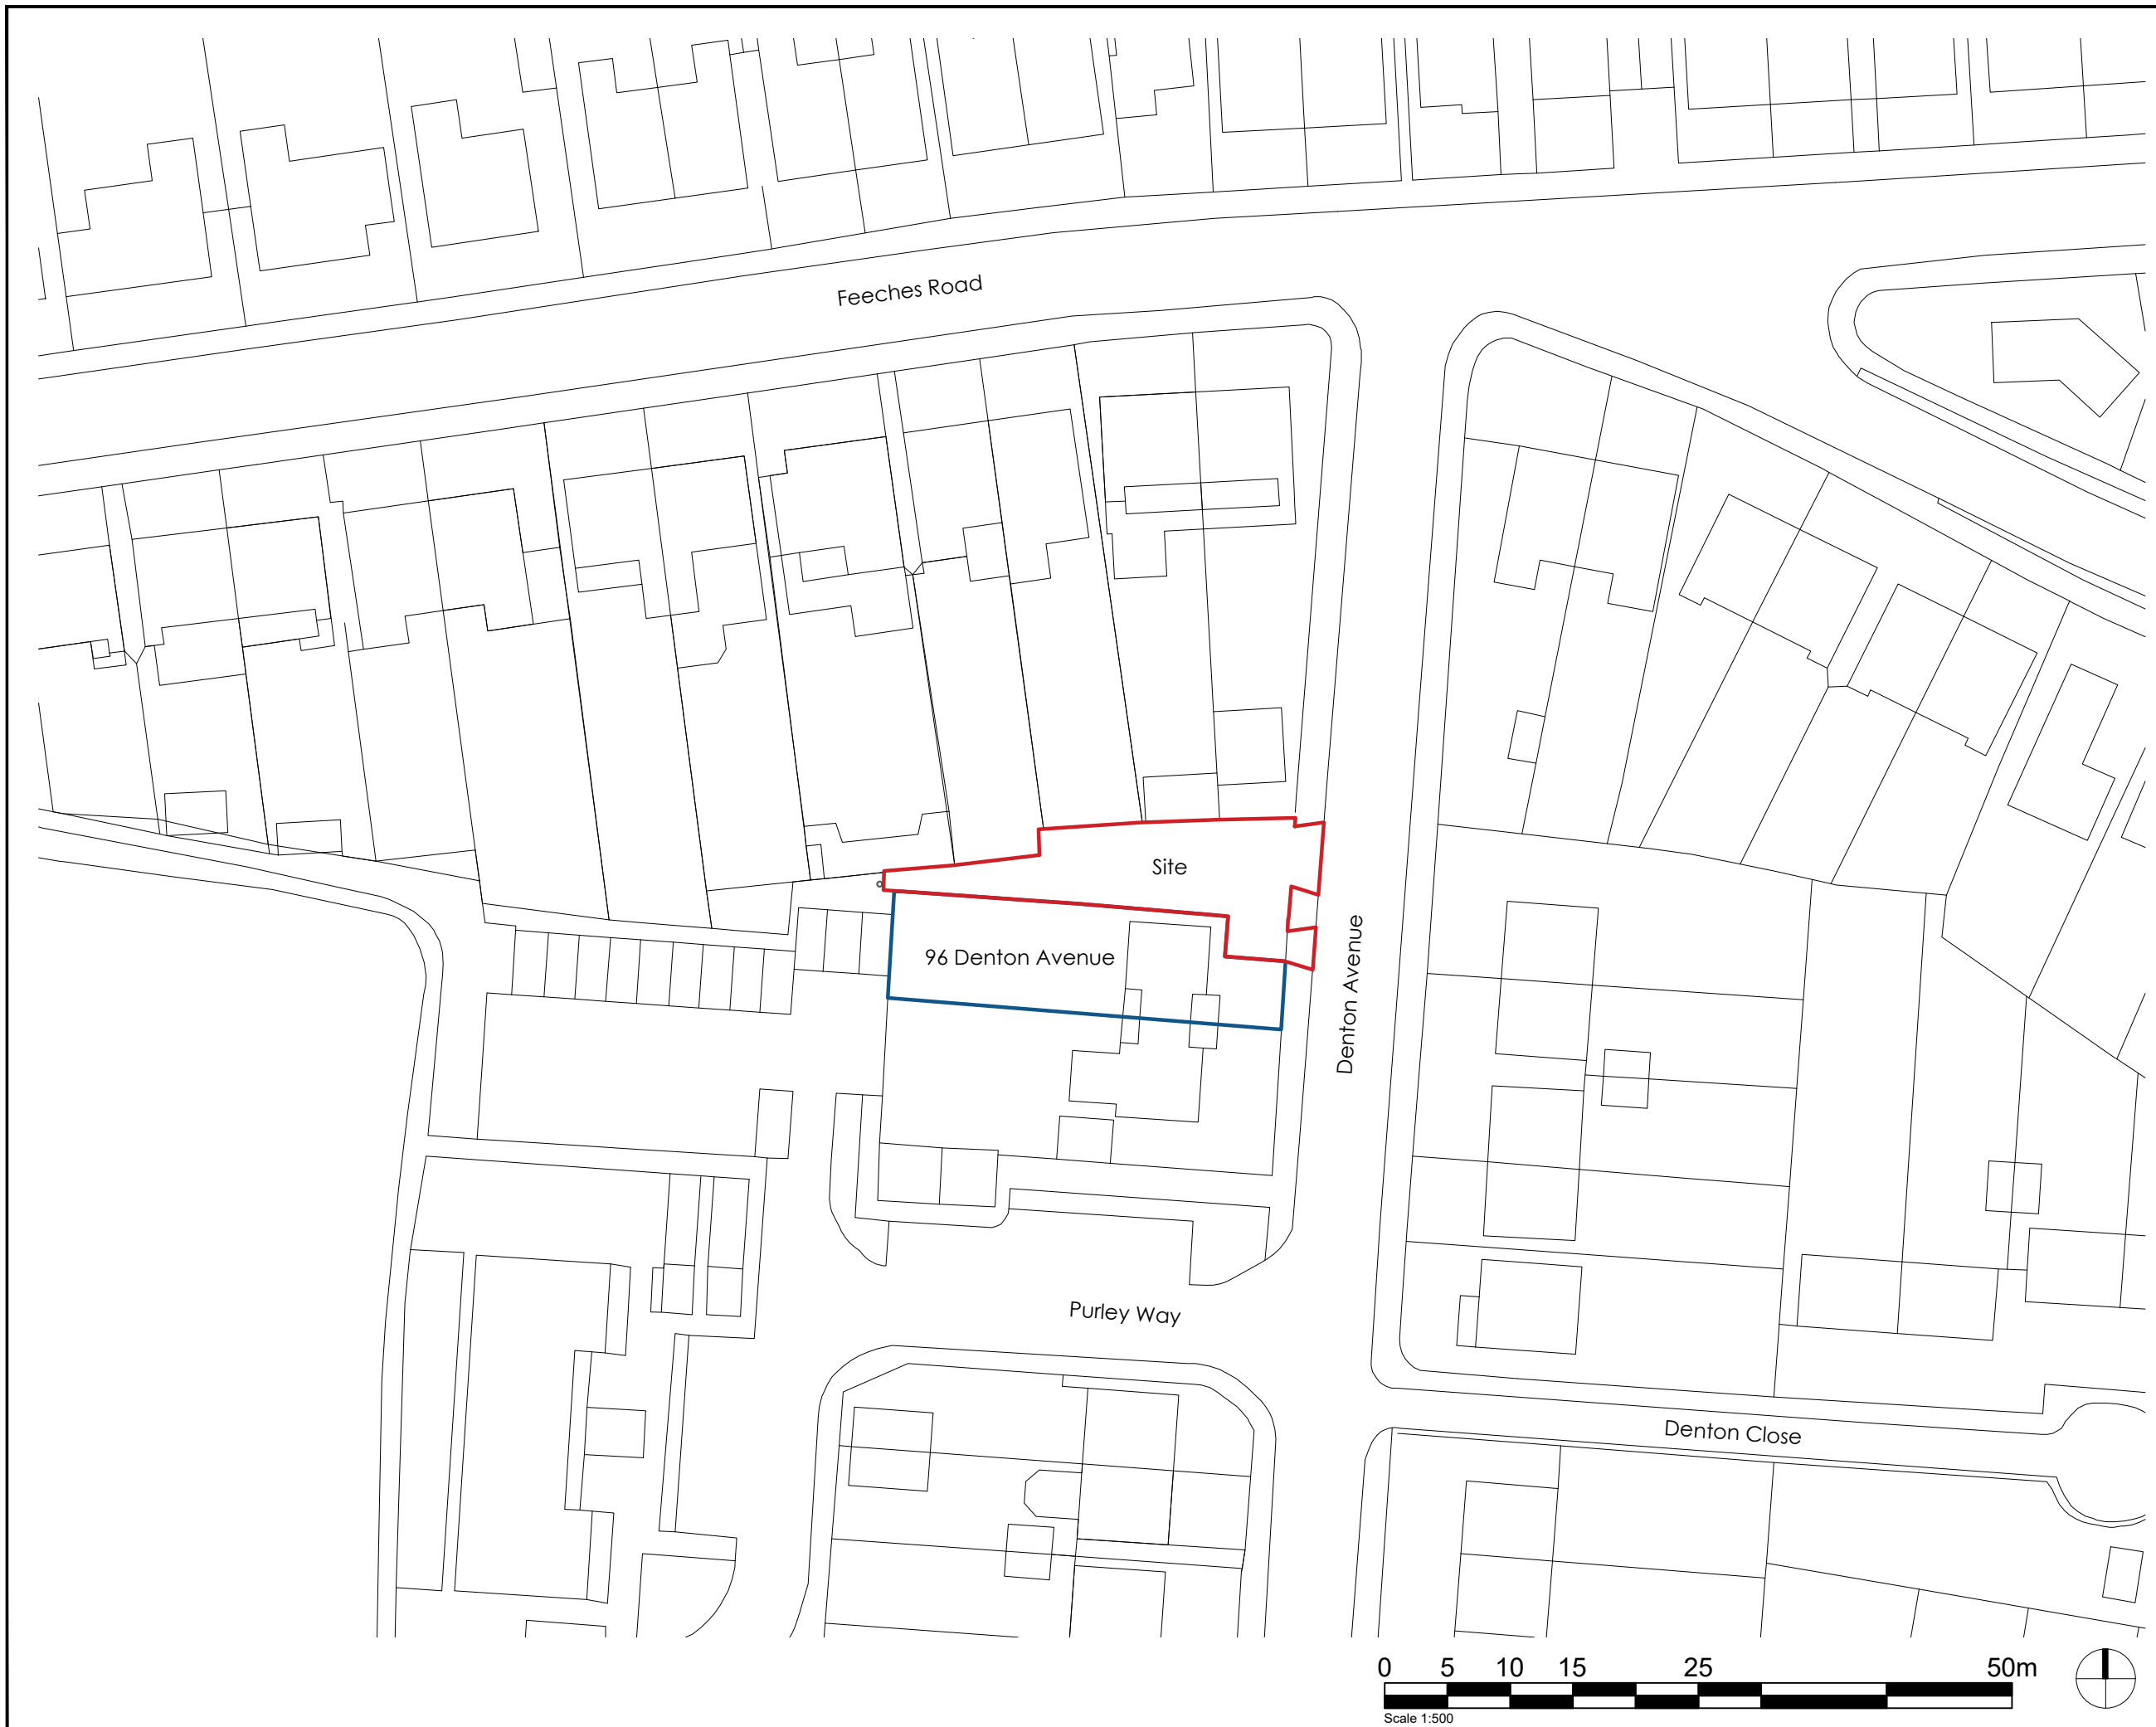 Feeches Road
Site
96 Denton Avenue
Denton Avenue
Purley Way
Denton Close
0 5 10 15 25 50m
Scale 1:500